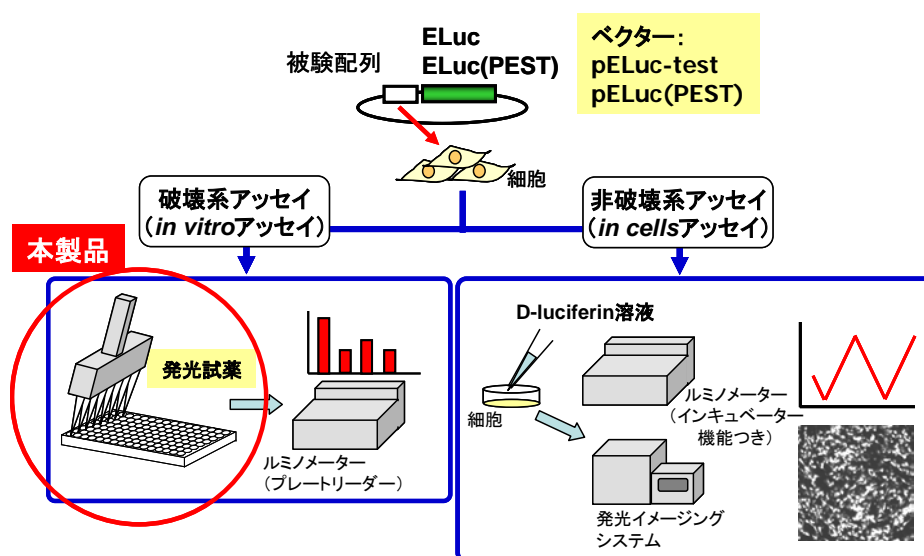 被験配列
ELuc
ELuc(PEST)
ベクター:
pELuc-test
pELuc(PEST)
細胞
破壊系アッセイ
(in vitroアッセイ)
非破壊系アッセイ
(in cellsアッセイ)
本製品
発光試薬
ルミノメーター
(プレートリーダー)
D-luciferin溶液
細胞
ルミノメーター
(インキュベーター
機能つき)
発光イメージング
システム